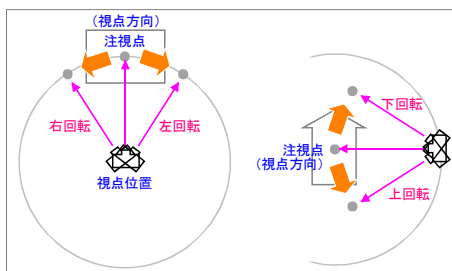 （視点方向）
注視点
右回転
左回転
視点位置
下回転
注視点
（視点方向）
上回転